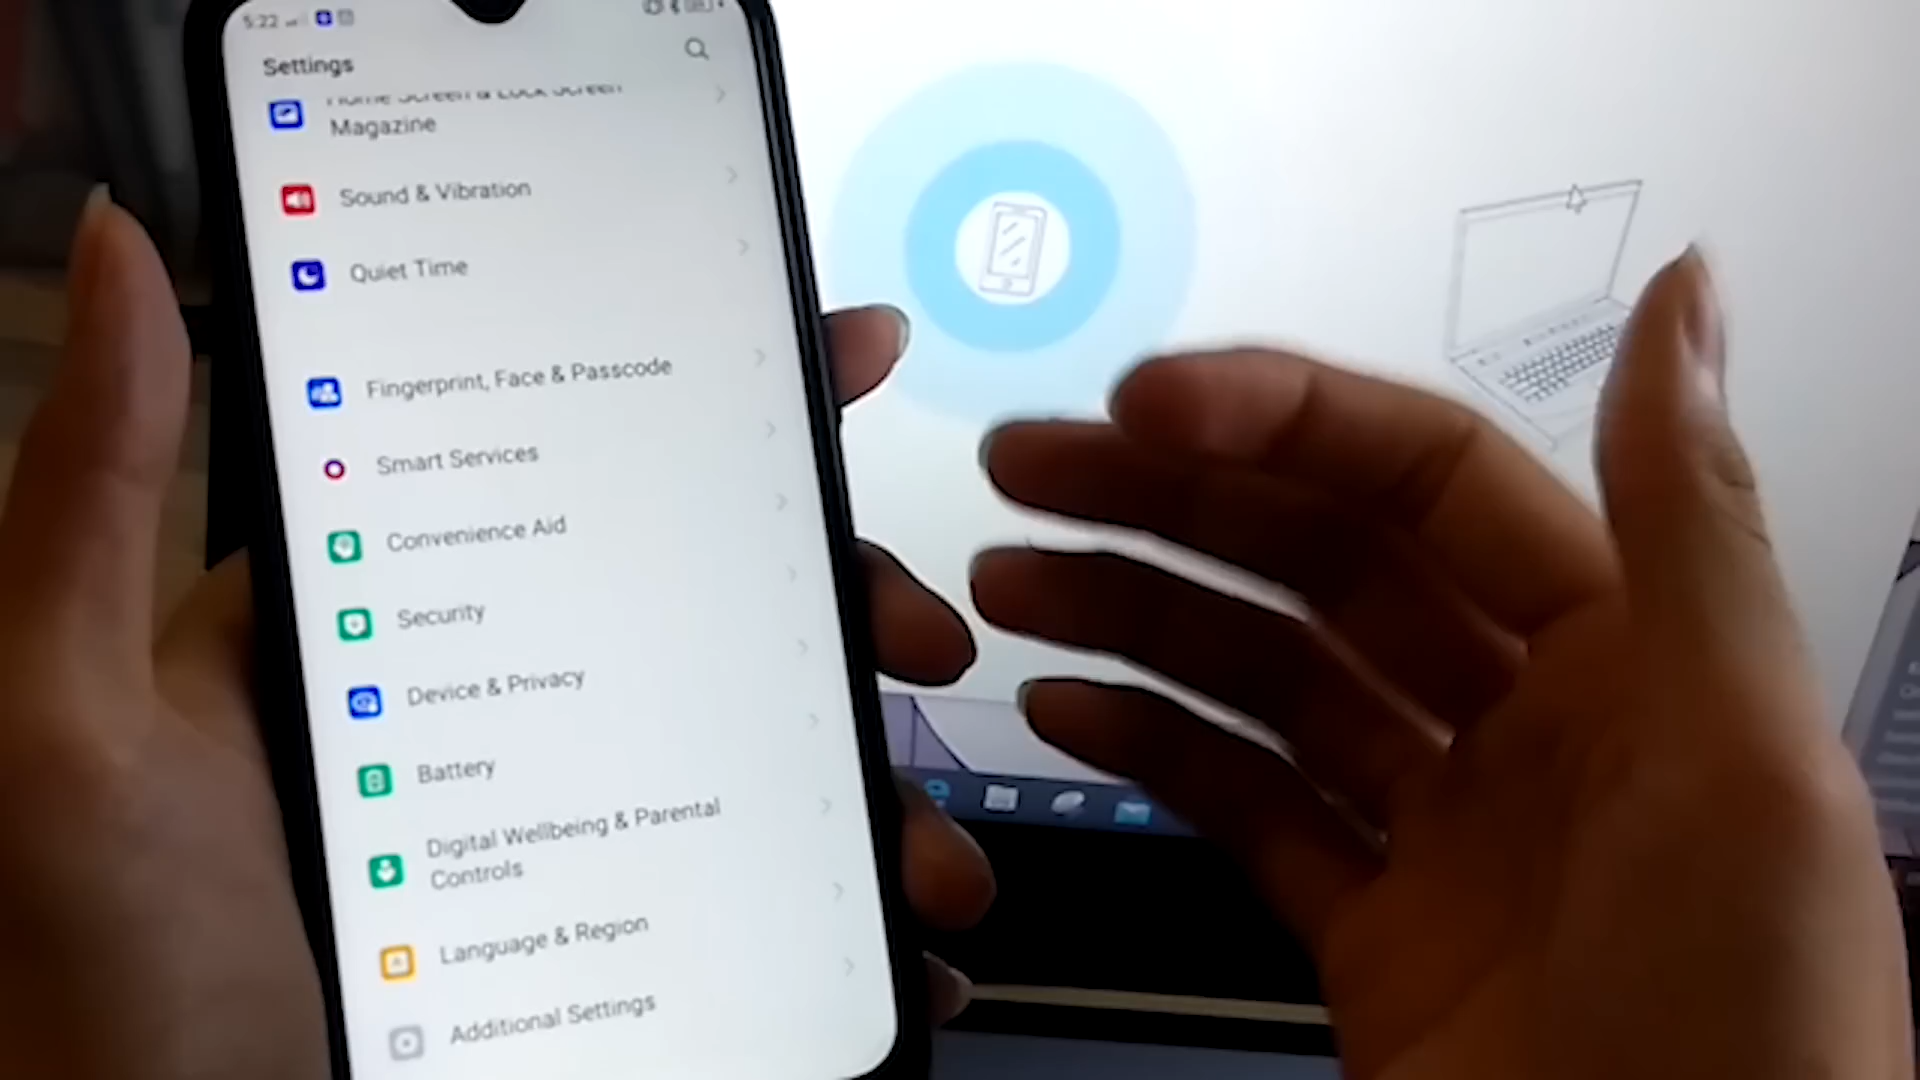 5:22
Settings
Home Screen & Lock Screen
Magazine
Sound & Vibration
Quiet Time
Fingerprint, Face & Passcode
Smart Services
Convenience Aid
Security
Device & Privacy
Battery
Digital Wellbeing & Parental
Controls
Language & Region
Additional Settings